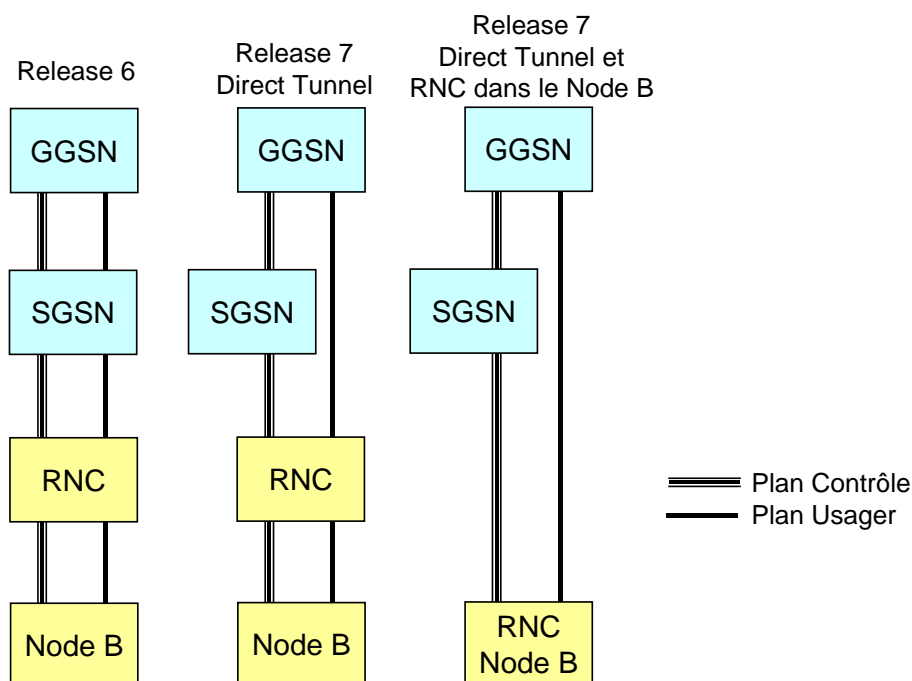 Release 6
Release 7
Direct Tunnel
Release 7
Direct Tunnel et
RNC dans le Node B
GGSN
GGSN
GGSN
SGSN
SGSN
SGSN
RNC
RNC
Plan Contrôle
Plan Usager
Node B
Node B
RNC
Node B